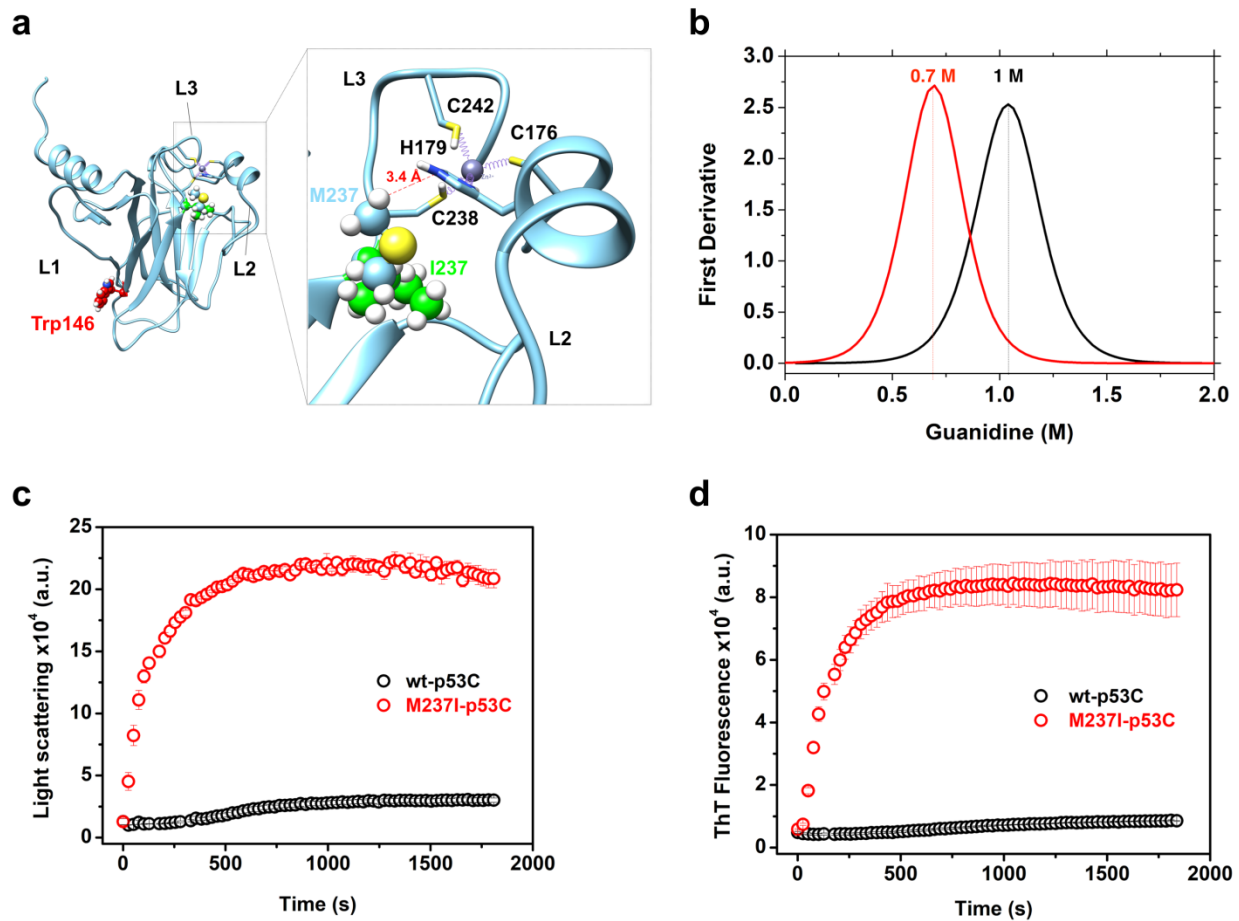 a
L3
L1
L2
Trp146
L3
C242
C176
H179
3.4 Å
M237
C238
I237
L2
b
3.0
2.5
2.0
1.5
1.0
0.5
0.0
First Derivative
0.7 M
1 M
0.0
0.5
1.0
1.5
2.0
Guanidine (M)
c
25
20
15
10
5
0
Light scattering x10⁴ (a.u.)
wt-p53C
M237I-p53C
0
500
1000
1500
2000
Time (s)
d
10
8
6
4
2
0
ThT Fluorescence x10⁴ (a.u.)
wt-p53C
M237I-p53C
0
500
1000
1500
2000
Time (s)